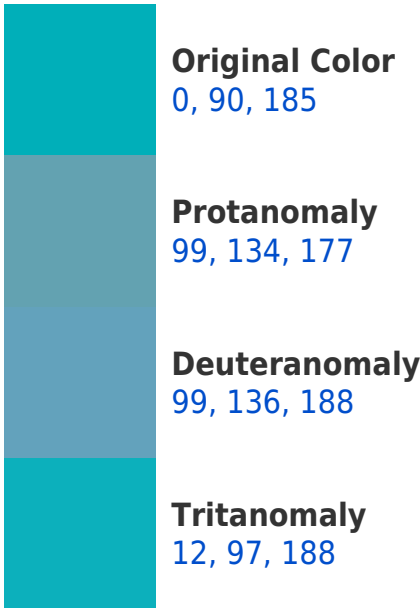 Original Color
0, 90, 185
Protanomaly
99, 134, 177
Deuteranomaly
99, 136, 188
Tritanomaly
12, 97, 188